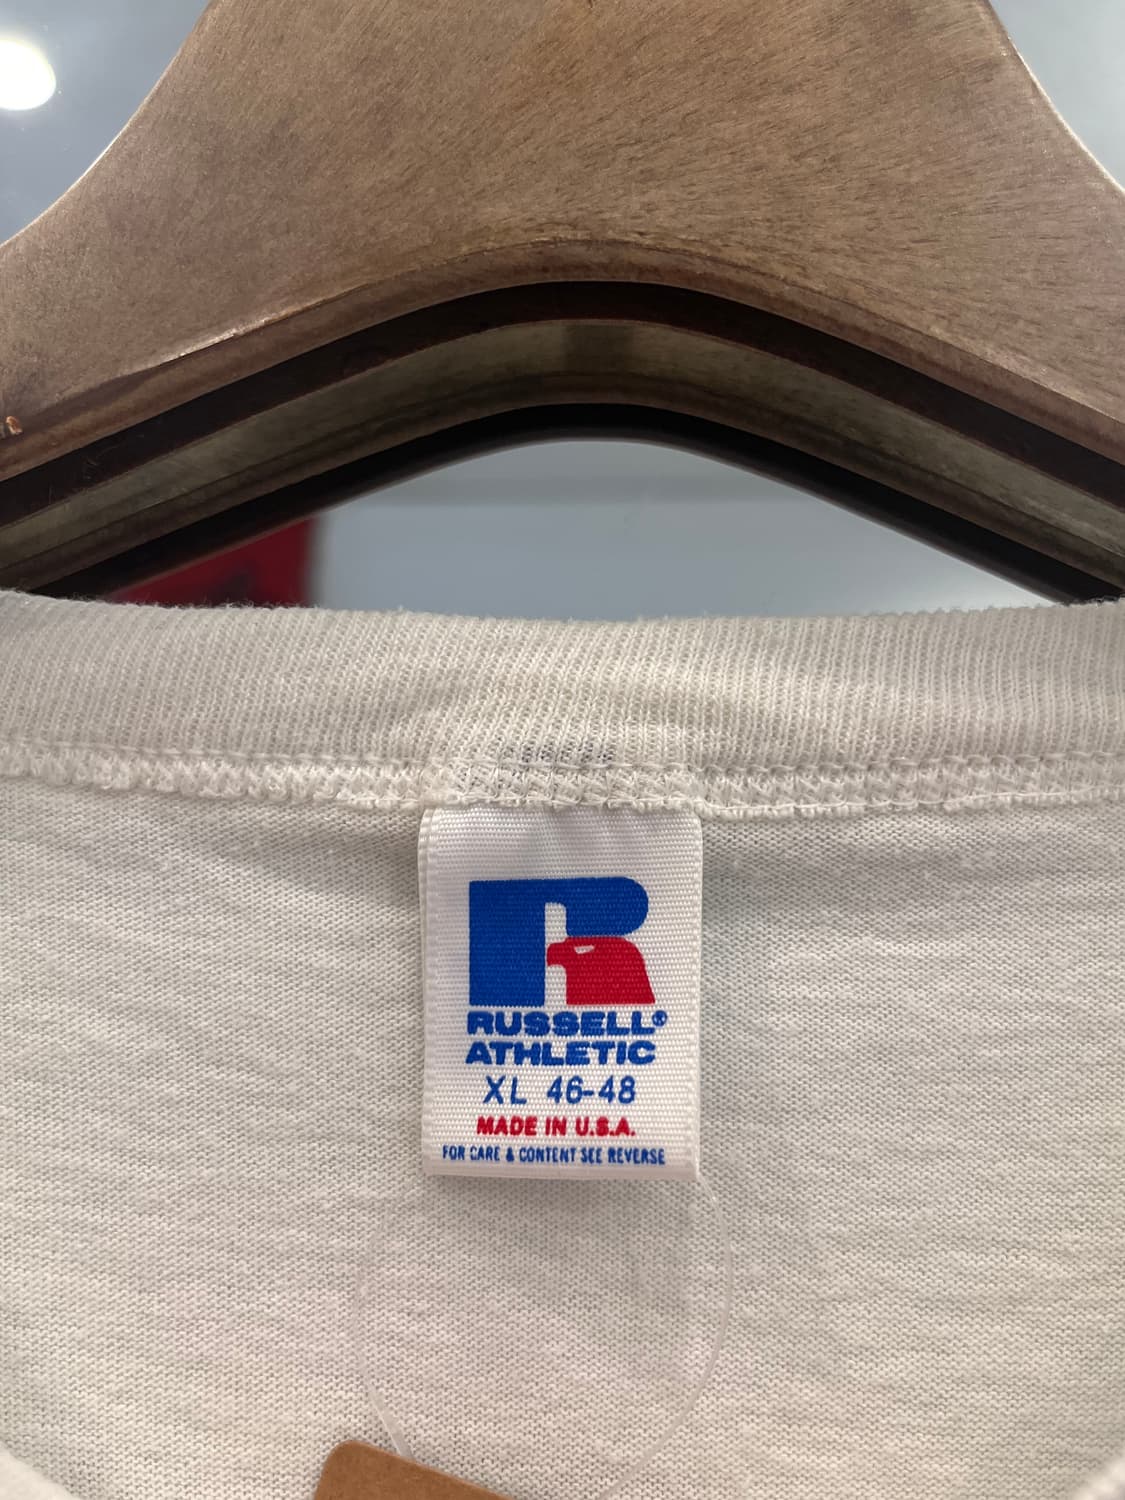 RUSSELL®
ATHLETIC
XL 46-48
MADE IN U.S.A.
FOR CARE & CONTENT SEE REVERSE